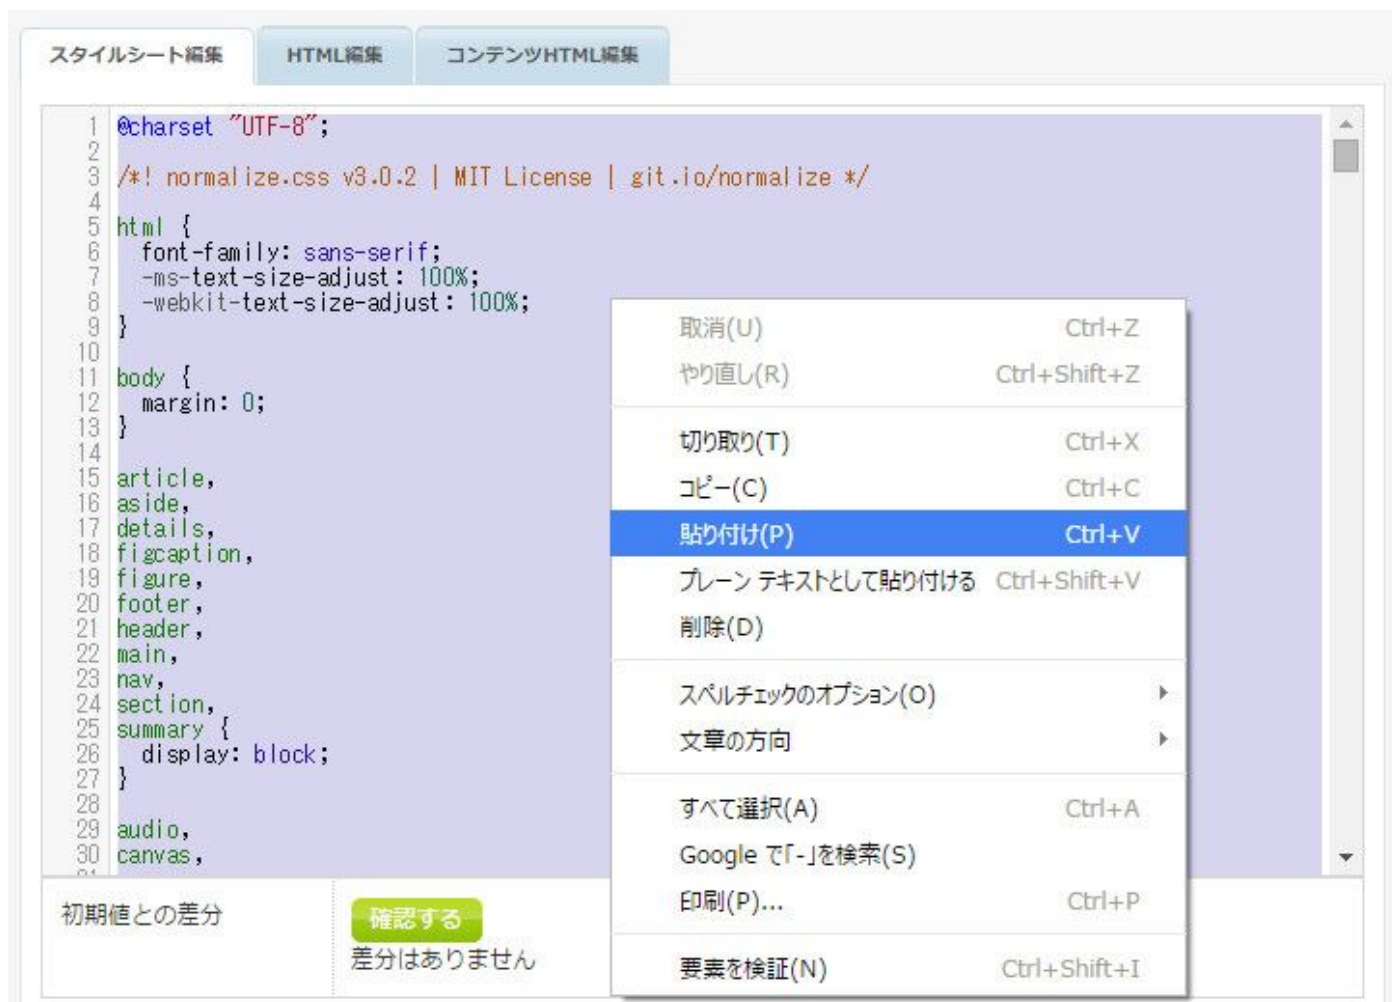 スタイルシート編集 HTML編集 コンテンツHTML編集
1 @charset "UTF-8";
2
3 /*! normalize.css v3.0.2 | MIT License | git.io/normalize */
4
5 html {
6 font-family: sans-serif;
7 -ms-text-size-adjust: 100%;
8 -webkit-text-size-adjust: 100%;
9 }
10
11 body {
12 margin: 0;
13 }
14
15 article,
16 aside,
17 details,
18 figcaption,
19 figure,
20 footer,
21 header,
22 main,
23 nav,
24 section,
25 summary {
26 display: block;
27 }
28
29 audio,
30 canvas,
取消(U) Ctrl+Z
やり直し(R) Ctrl+Shift+Z
切り取り(T) Ctrl+X
コピー(C) Ctrl+C
貼り付け(P) Ctrl+V
プレーン テキストとして貼り付ける Ctrl+Shift+V
削除(D)
スペルチェックのオプション(O)
文章の方向
すべて選択(A) Ctrl+A
Google で「-」を検索(S)
印刷(P)... Ctrl+P
要素を検証(N) Ctrl+Shift+I
初期値との差分
確認する
差分はありません